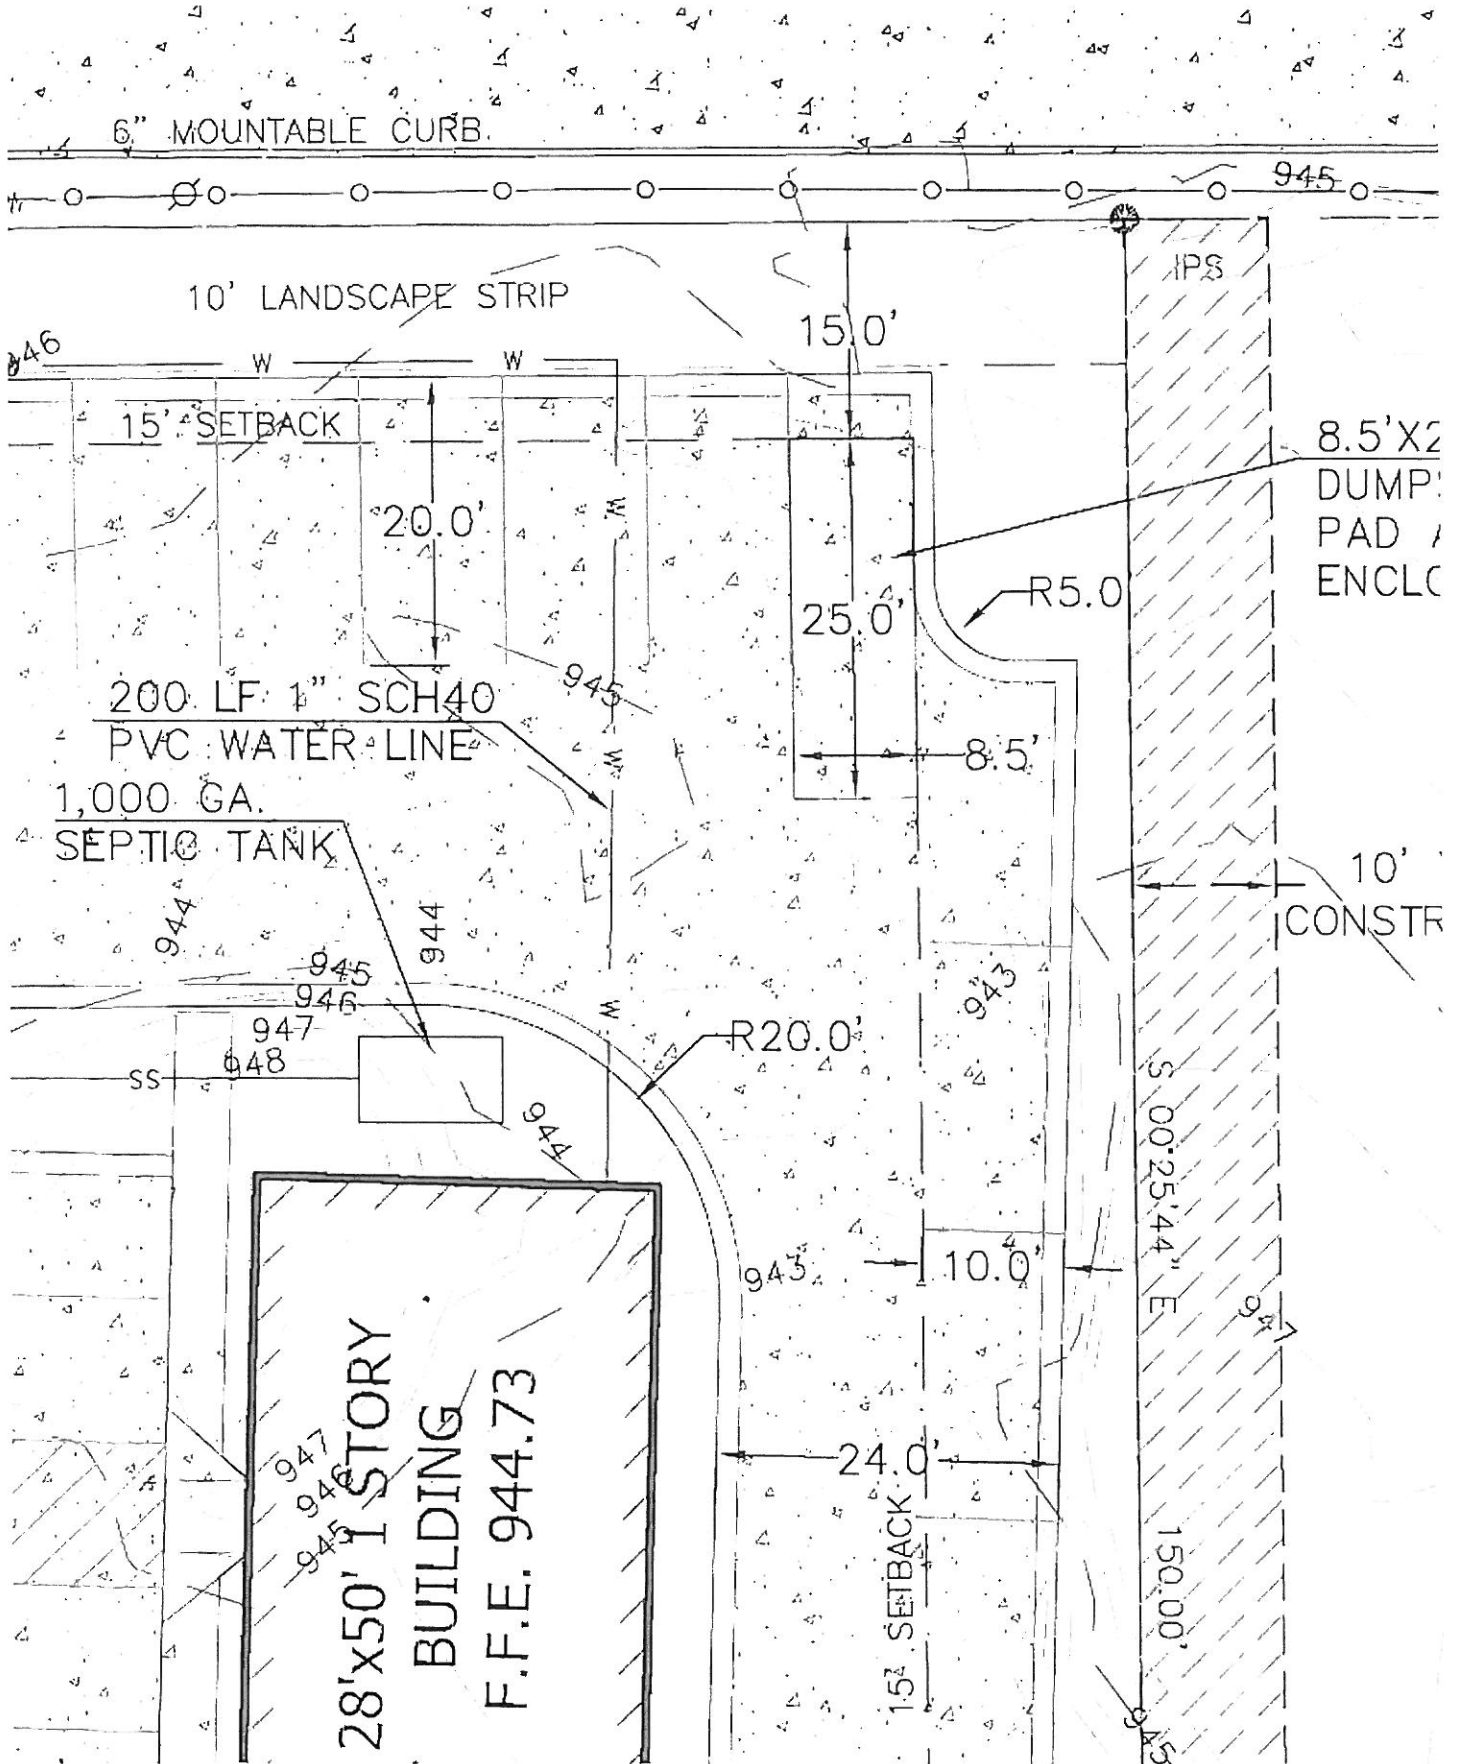 6" MOUNTABLE CURB
945
IPS
10' LANDSCAPE STRIP
15.0'
946
W W
15' SETBACK
8.5'X2
DUMP
PAD
ENCLO
20.0'
W
R5.0
25.0'
945
200 LF 1" SCH40
PVC WATER LINE
W
8.5'
1,000 GA.
SEPTIC TANK
10'
CONSTR
944
944
945
946
947
948
943
W
R20.0'
SS
944
S 00°25'44" E
943
10.0'
947
946
945
28'x50' 1 STORY
BUILDING
F.F.E. 944.73
24.0'
15' SETBACK
150.00'
945